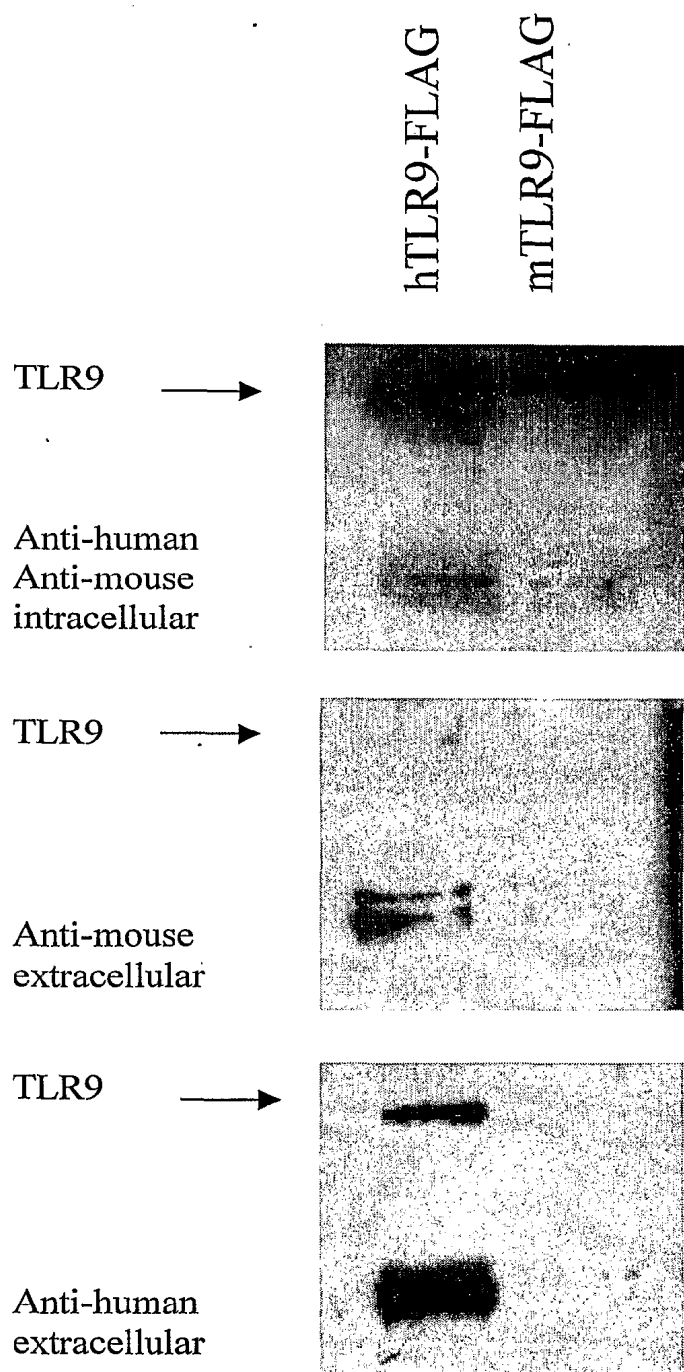 hTLR9-FLAG
mTLR9-FLAG
TLR9
Anti-human
Anti-mouse
intracellular
TLR9
Anti-mouse
extracellular
TLR9
Anti-human
extracellular